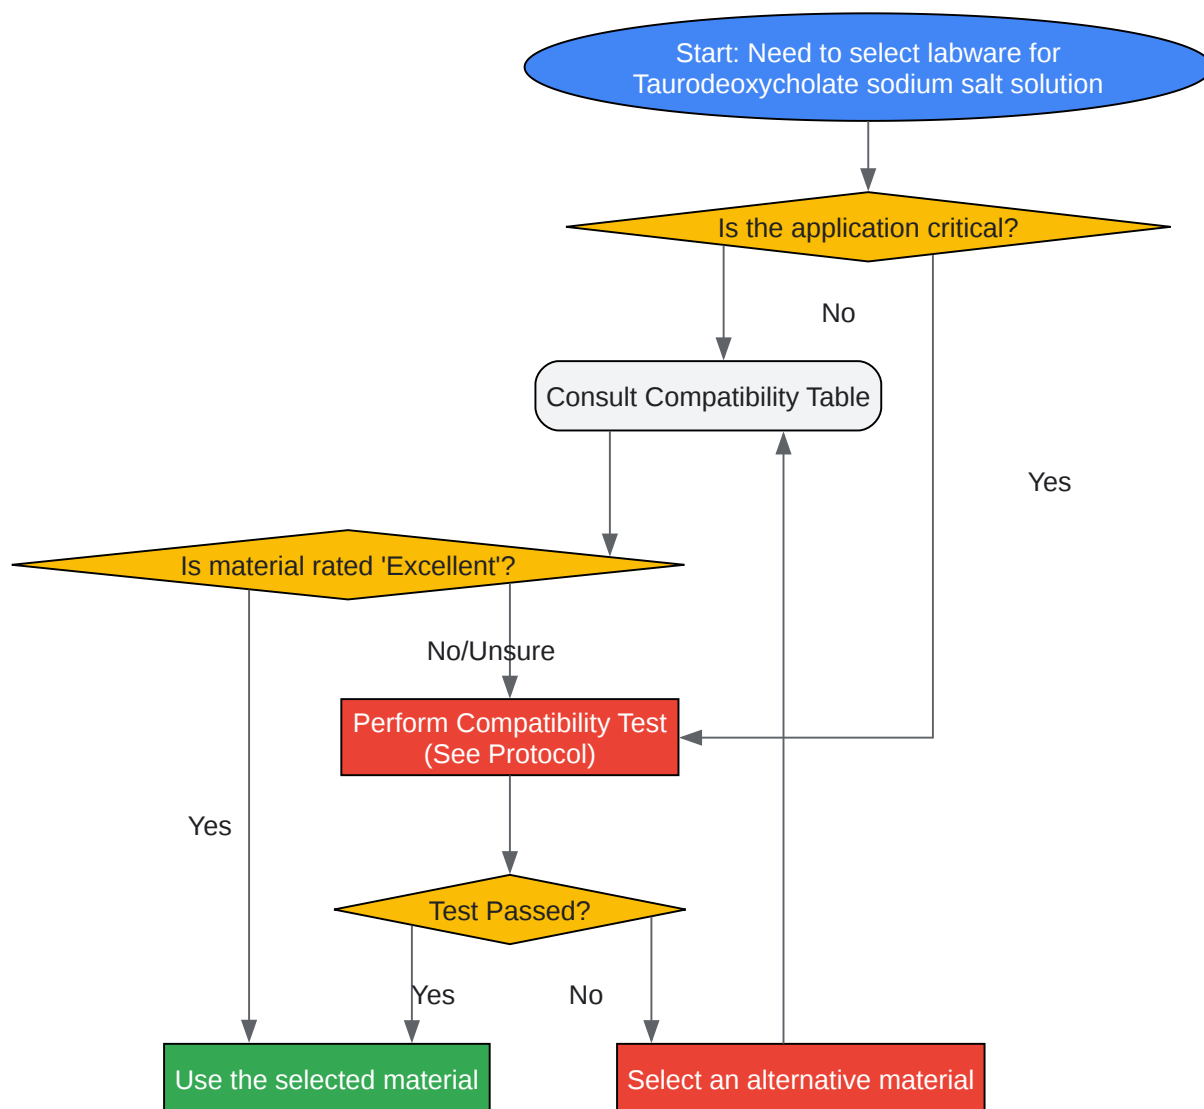 Start: Need to select labware for
Taurodeoxycholate sodium salt solution
Is the application critical?
No
Consult Compatibility Table
Yes
Is material rated 'Excellent'?
No/Unsure
Perform Compatibility Test
(See Protocol)
Yes
Test Passed?
Yes
No
Use the selected material
Select an alternative material